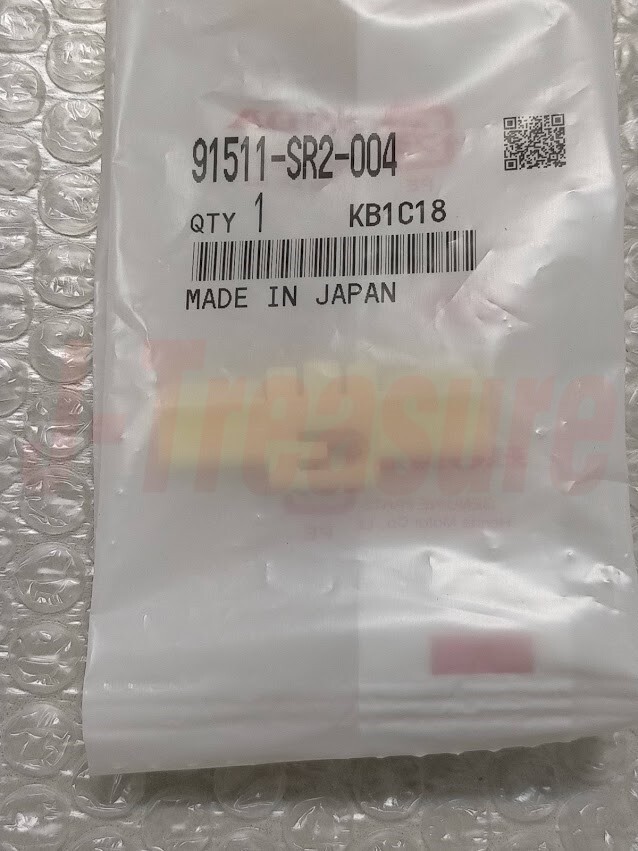 91511-SR2-004
QTY 1 KB1C18
MADE IN JAPAN
J-Treasure